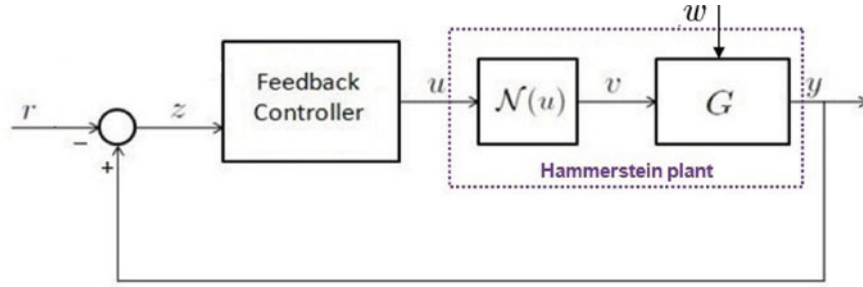 w
r
−
+
z
Feedback
Controller
u
𝒩(u)
v
G
y
Hammerstein plant